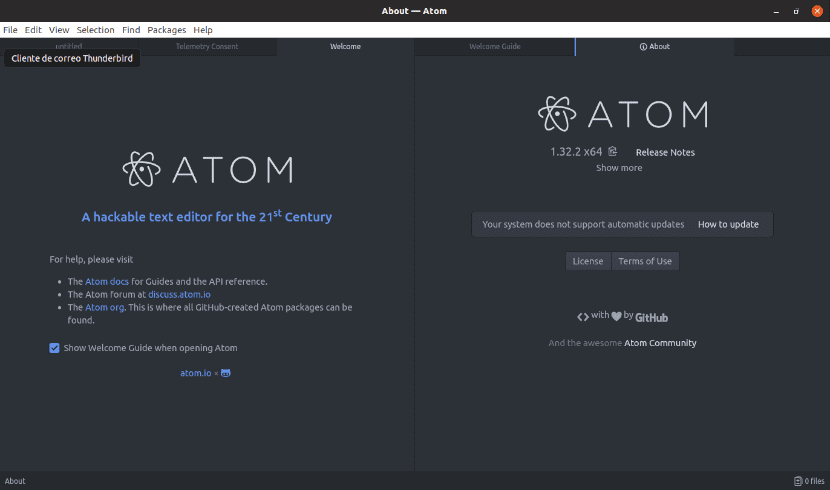 About — Atom
File Edit View Selection Find Packages Help
untitled
Telemetry Consent
Welcome
Welcome Guide
About
Cliente de correo Thunderbird
ATOM
A hackable text editor for the 21st Century
For help, please visit
• The Atom docs for Guides and the API reference.
• The Atom forum at discuss.atom.io
• The Atom org. This is where all GitHub-created Atom packages can be
found.
Show Welcome Guide when opening Atom
atom.io ×
ATOM
1.32.2 x64 Release Notes
Show more
Your system does not support automatic updates How to update
License Terms of Use
with by GitHub
And the awesome Atom Community
About
0 files